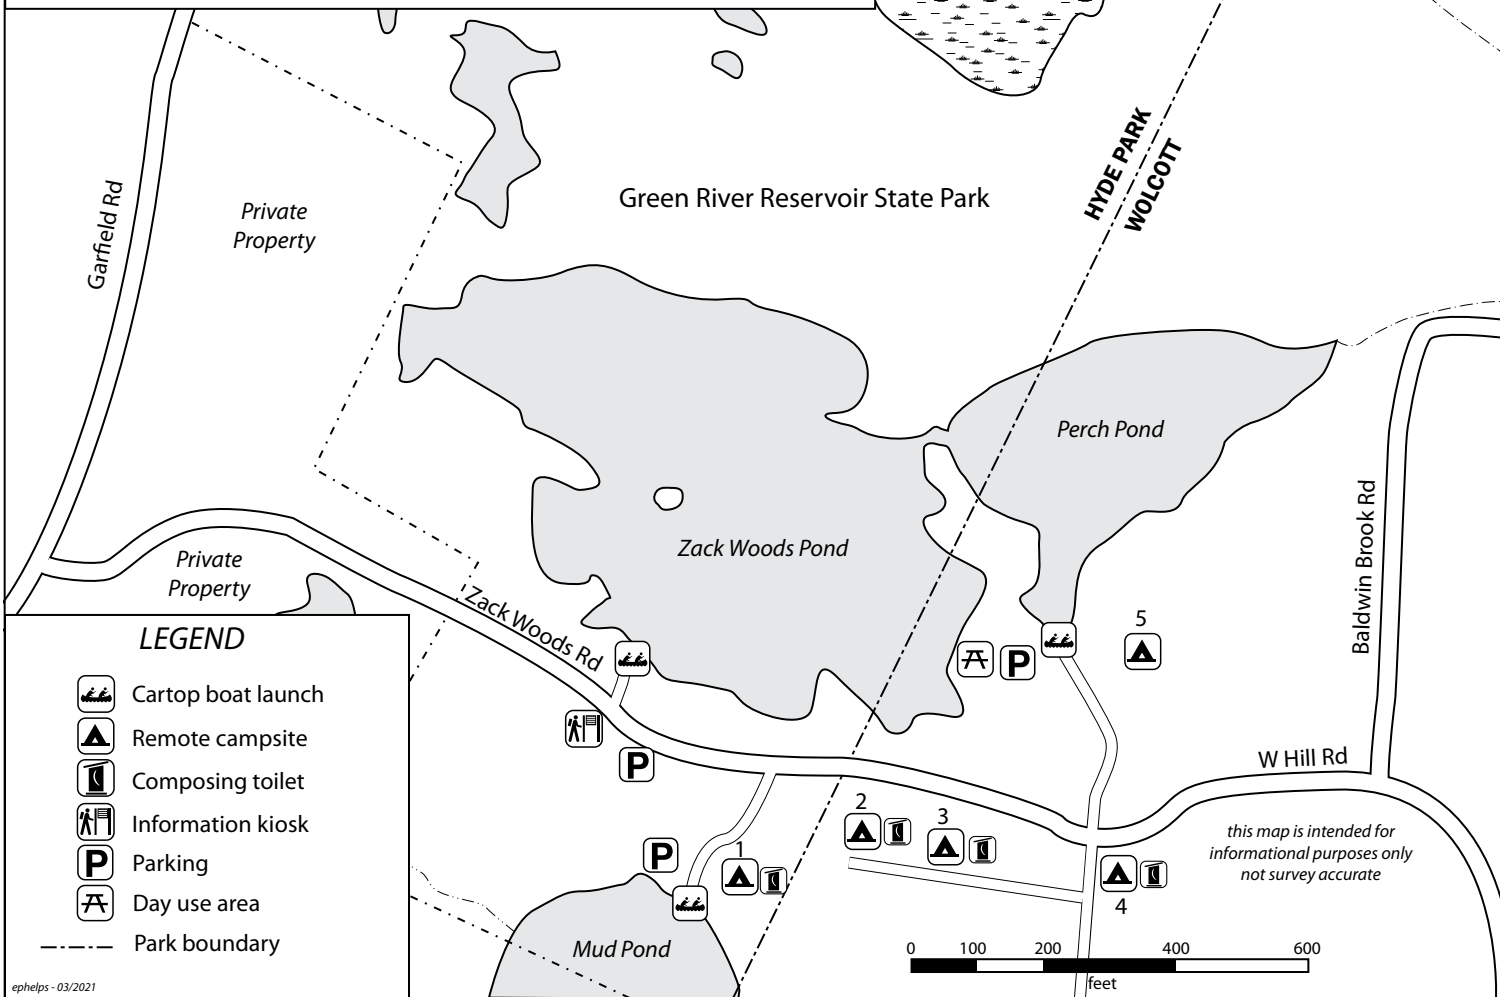 HYDE PARK
WOLCOTT
Garfield Rd
Private
Property
Green River Reservoir State Park
Perch Pond
Zack Woods Pond
Baldwin Brook Rd
Private
Property
Zack Woods Rd
5
P
P
W Hill Rd
2
3
1
P
4
this map is intended for
informational purposes only
not survey accurate
Mud Pond
0 100 200 400 600
feet
LEGEND
Cartop boat launch
Remote campsite
Composing toilet
Information kiosk
P Parking
Day use area
Park boundary
ephelps - 03/2021